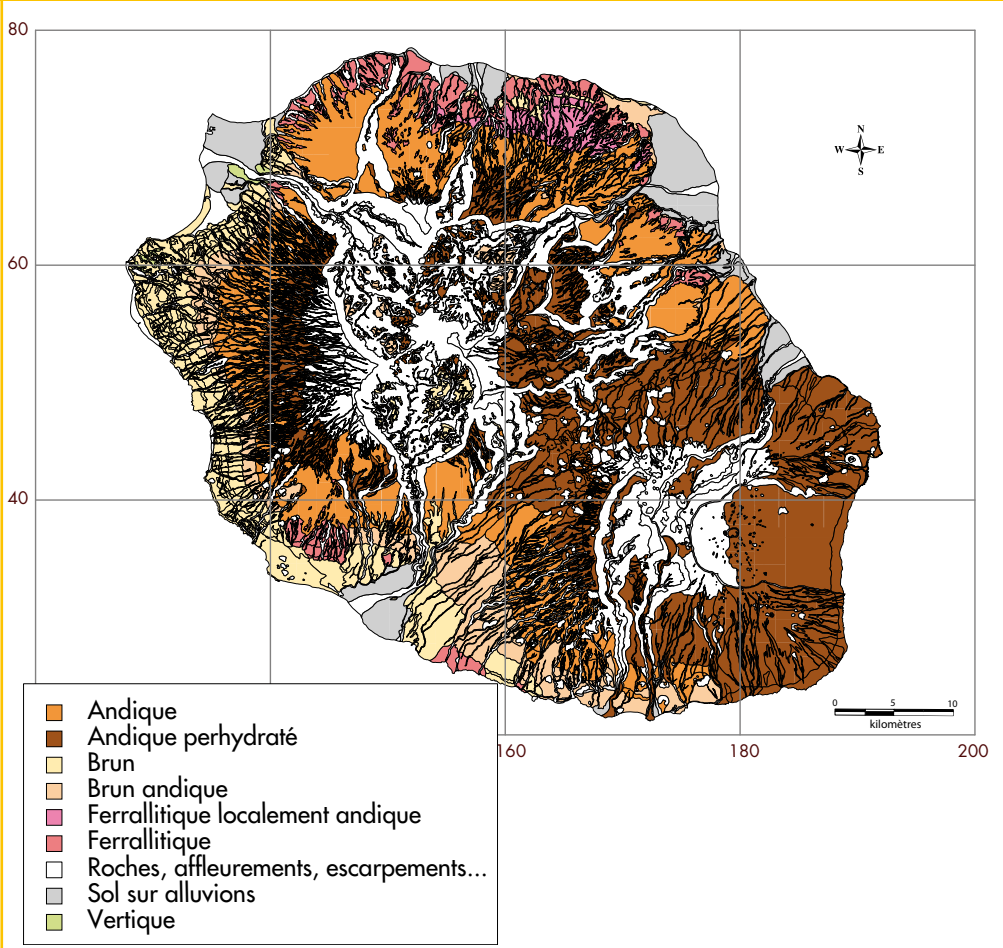 80
N
W E
S
60
40
0 5 10
kilomètres
160 180 200
Andique
Andique perhydraté
Brun
Brun andique
Ferrallitique localement andique
Ferrallitique
Roches, affleurements, escarpements...
Sol sur alluvions
Vertique